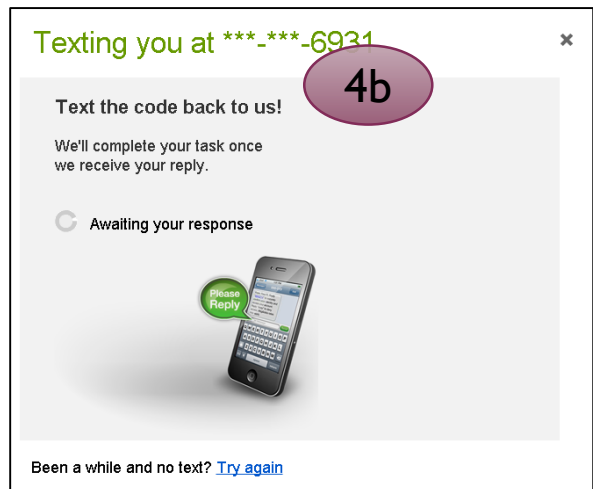 Texting you at ***-***-6931
4b
Text the code back to us!
We'll complete your task once
we receive your reply.
Awaiting your response
Please
Reply
Been a while and no text? Try again